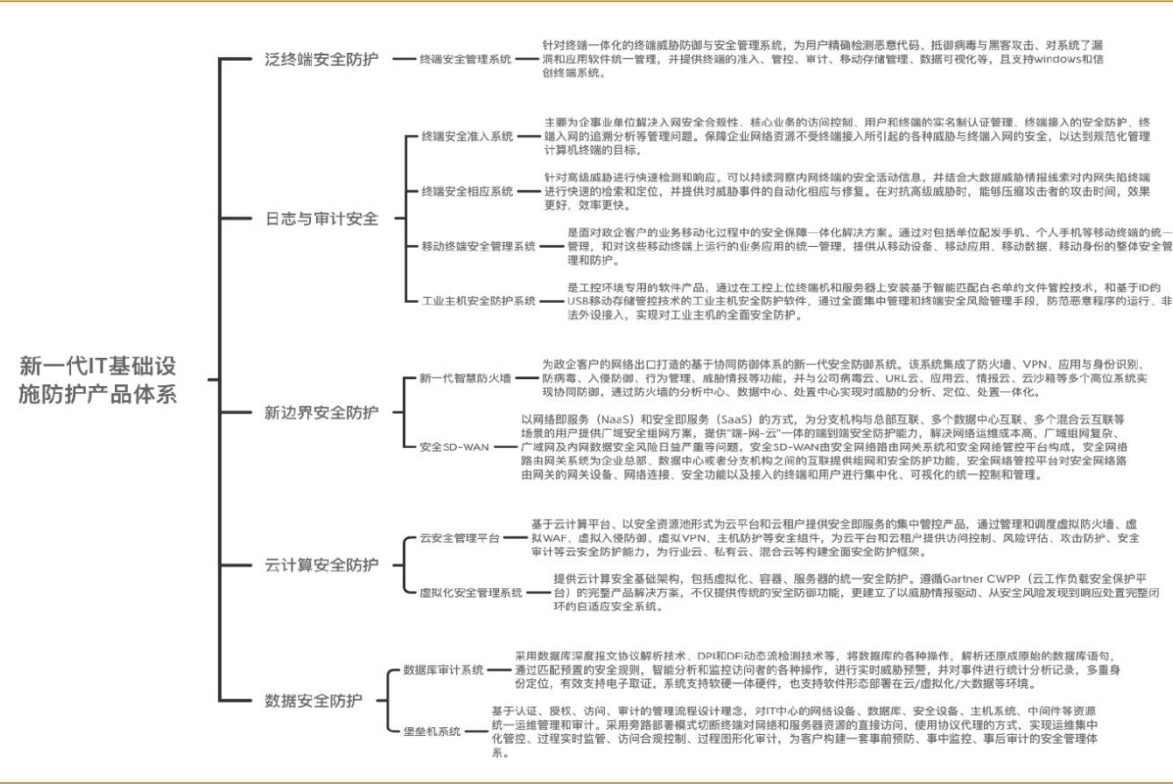 新一代IT基础设
施防护产品体系
泛终端安全防护
终端安全管理系统
针对终端一体化的终端威胁防御与安全管理系统，为用户精确检测恶意代码、抵御病毒与黑客攻击、对系统了漏
洞和应用软件统一管理，并提供终端的准入、管控、审计、移动存储管理、数据可视化等，且支持windows和信
创终端系统。
日志与审计安全
终端安全准入系统
主要为企事业单位解决入网安全合规性、核心业务的访问控制、用户和终端的实名制认证管理、终端接入的安全防护、终
端入网的追溯分析等管理问题。保障企业网络资源不受终端接入所引起的各种威胁与终端入网的安全，以达到规范化管理
计算机终端的目标。
终端安全相应系统
针对高级威胁进行快速检测和响应。可以持续洞察内网终端的安全活动信息，并结合大数据威胁情报线索对内网失陷终端
进行快速的检索和定位，并提供对威胁事件的自动化相应与修复。在对抗高级威胁时，能够压缩攻击者的攻击时间，效果
更好，效率更快。
移动终端安全管理系统
是面对政企客户的业务移动化过程中的安全保障一体化解决方案。通过对包括单位配发手机、个人手机等移动终端的统一
管理，和对这些移动终端上运行的业务应用的统一管理，提供从移动设备、移动应用、移动数据、移动身份的整体安全管
理和防护。
工业主机安全防护系统
是工控环境专用的软件产品，通过在工控上位终端机和服务器上安装基于智能匹配白名单的文件管控技术，和基于ID的
USB移动存储管控技术的工业主机安全防护软件，通过全面集中管理和终端安全风险管理手段，防范恶意程序的运行、非
法外设接入，实现对工业主机的全面安全防护。
新边界安全防护
新一代智慧防火墙
为政企客户的网络出口打造的基于协同防御体系的新一代安全防御系统。该系统集成了防火墙、VPN、应用与身份识别、
防病毒、入侵防御、行为管理、威胁情报等功能，并与公司病毒云、URL云、应用云、情报云、云沙箱等多个高位系统实
现协同防御，通过防火墙的分析中心、数据中心、处置中心实现对威胁的分析、定位、处置一体化。
安全SD-WAN
以网络即服务（NaaS）和安全即服务（SaaS）的方式，为分支机构与总部互联、多个数据中心互联、多个混合云互联等
场景的用户提供广域安全组网方案，提供“端-网-云”一体的端到端安全防护能力，解决网络运维成本高、广域组网复杂、
广域网及内网数据安全风险日益严重等问题。安全SD-WAN由安全网络路由网关系统和安全网络管控平台构成，安全网络
路由网关系统为企业总部、数据中心或者分支机构之间的互联提供组网和安全防护功能，安全网络管控平台对安全网络路
由网关的网关设备、网络连接、安全功能以及接入的终端和用户进行集中化、可视化的统一控制和管理。
云计算安全防护
云安全管理平台
基于云计算平台、以安全资源池形式为云平台和云租户提供安全即服务的集中管控产品，通过管理和调度虚拟防火墙、虚
拟WAF、虚拟入侵防御、虚拟VPN、主机防护等安全组件，为云平台和云租户提供访问控制、风险评估、攻击防护、安全
审计等云安全防护能力，为行业云、私有云、混合云等构建全面安全防护框架。
虚拟化安全管理系统
提供云计算安全基础架构，包括虚拟化、容器、服务器的统一安全防护。遵循Gartner CWPP（云工作负载安全保护平
台）的完整产品解决方案，不仅提供传统的安全防御功能，更建立了以威胁情报驱动、从安全风险发现到响应处置完整闭
环的自适应安全系统。
数据安全防护
数据库审计系统
采用数据库深度报文协议解析技术、DPI和DFI动态流检测技术等，将数据库的各种操作，解析还原成原始的数据库语句，
通过匹配预置的安全规则，智能分析和监控访问者的各种操作，进行实时威胁预警，并对事件进行统计分析记录，多重身
份定位，有效支持电子取证。系统支持软硬一体硬件，也支持软件形态部署在云/虚拟化/大数据等环境。
堡垒机系统
基于认证、授权、访问、审计的管理流程设计理念，对IT中心的网络设备、数据库、安全设备、主机系统、中间件等资源
统一运维管理和审计。采用旁路部署模式切断终端对网络和服务器资源的直接访问，使用协议代理的方式，实现运维集中
化管控、过程实时监管、访问合规控制、过程图形化审计，为客户构建一套事前预防、事中监控、事后审计的安全管理体
系。